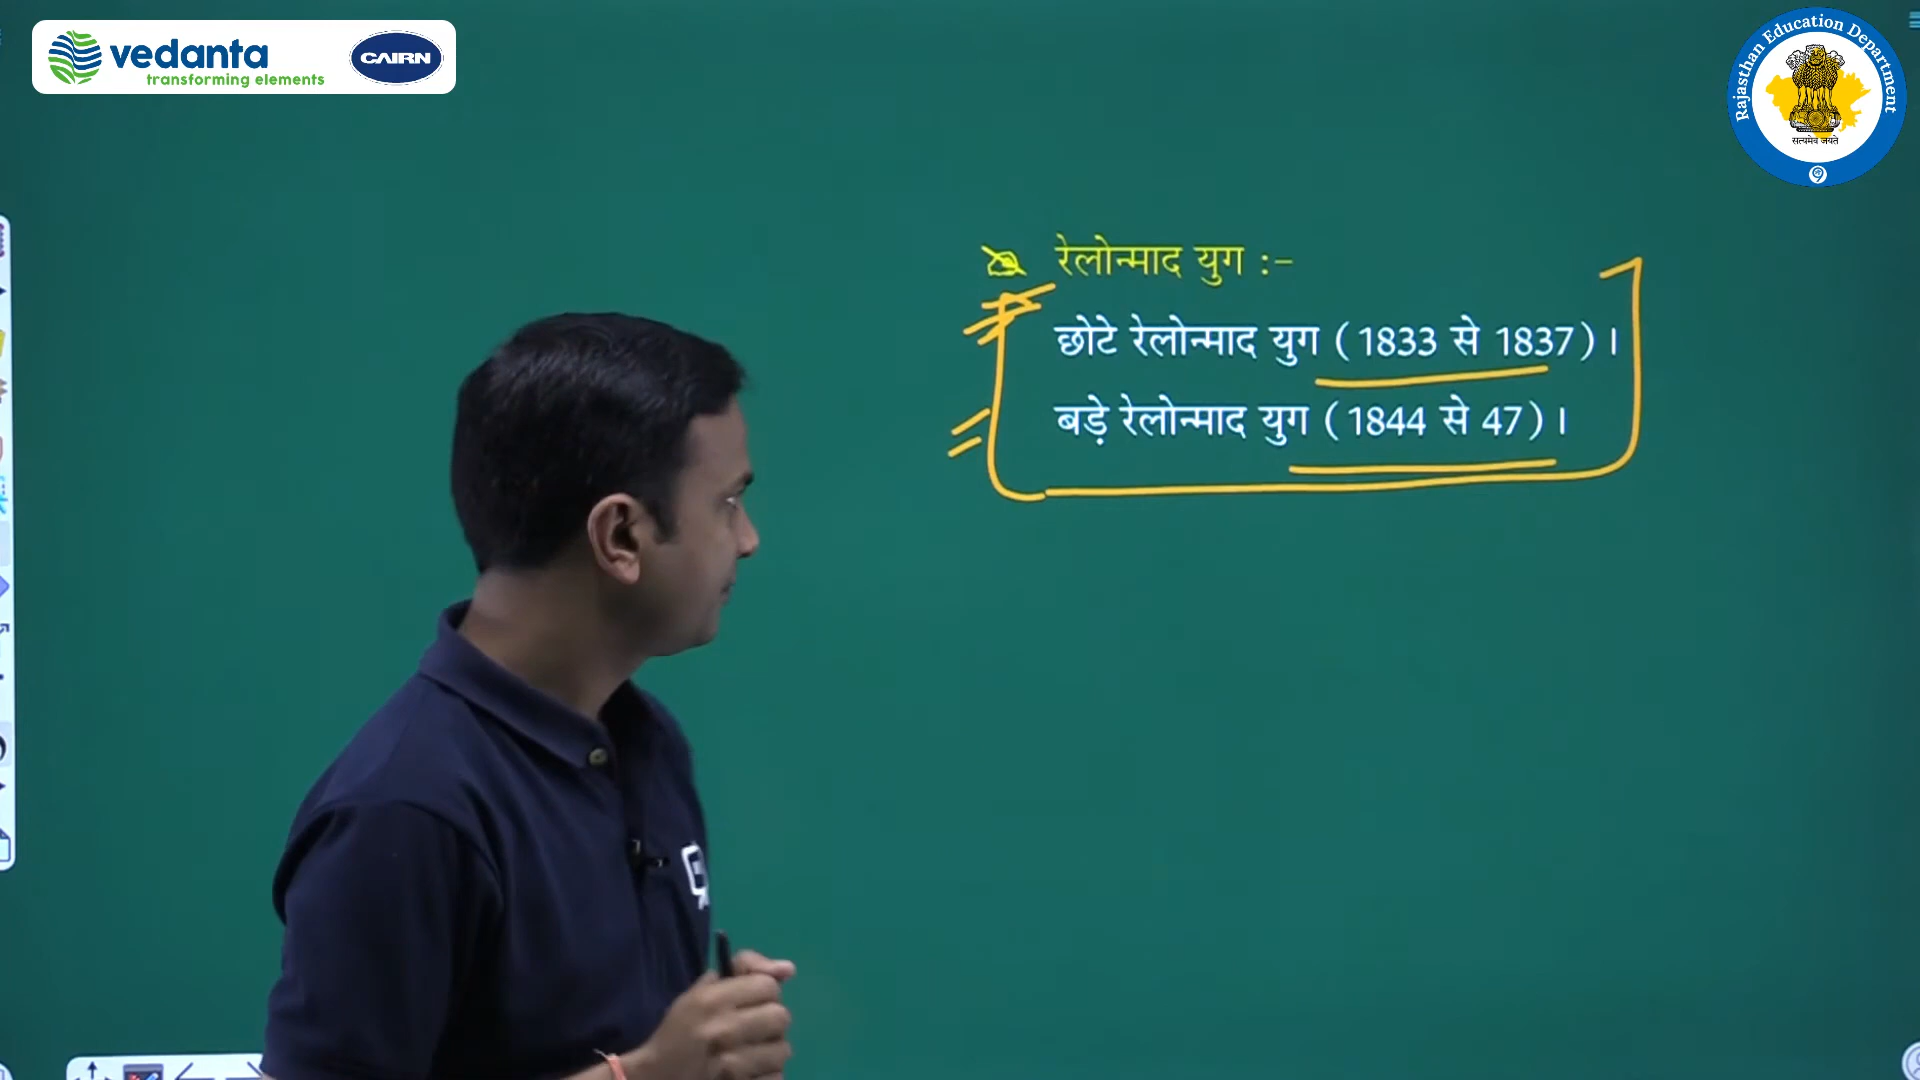 vedanta
transforming elements
CAIRN
Rajasthan Education Department
सत्यमेव जयते
रेलोन्माद युग :–
छोटे रेलोन्माद युग (1833 से 1837)।
बड़े रेलोन्माद युग (1844 से 47)।